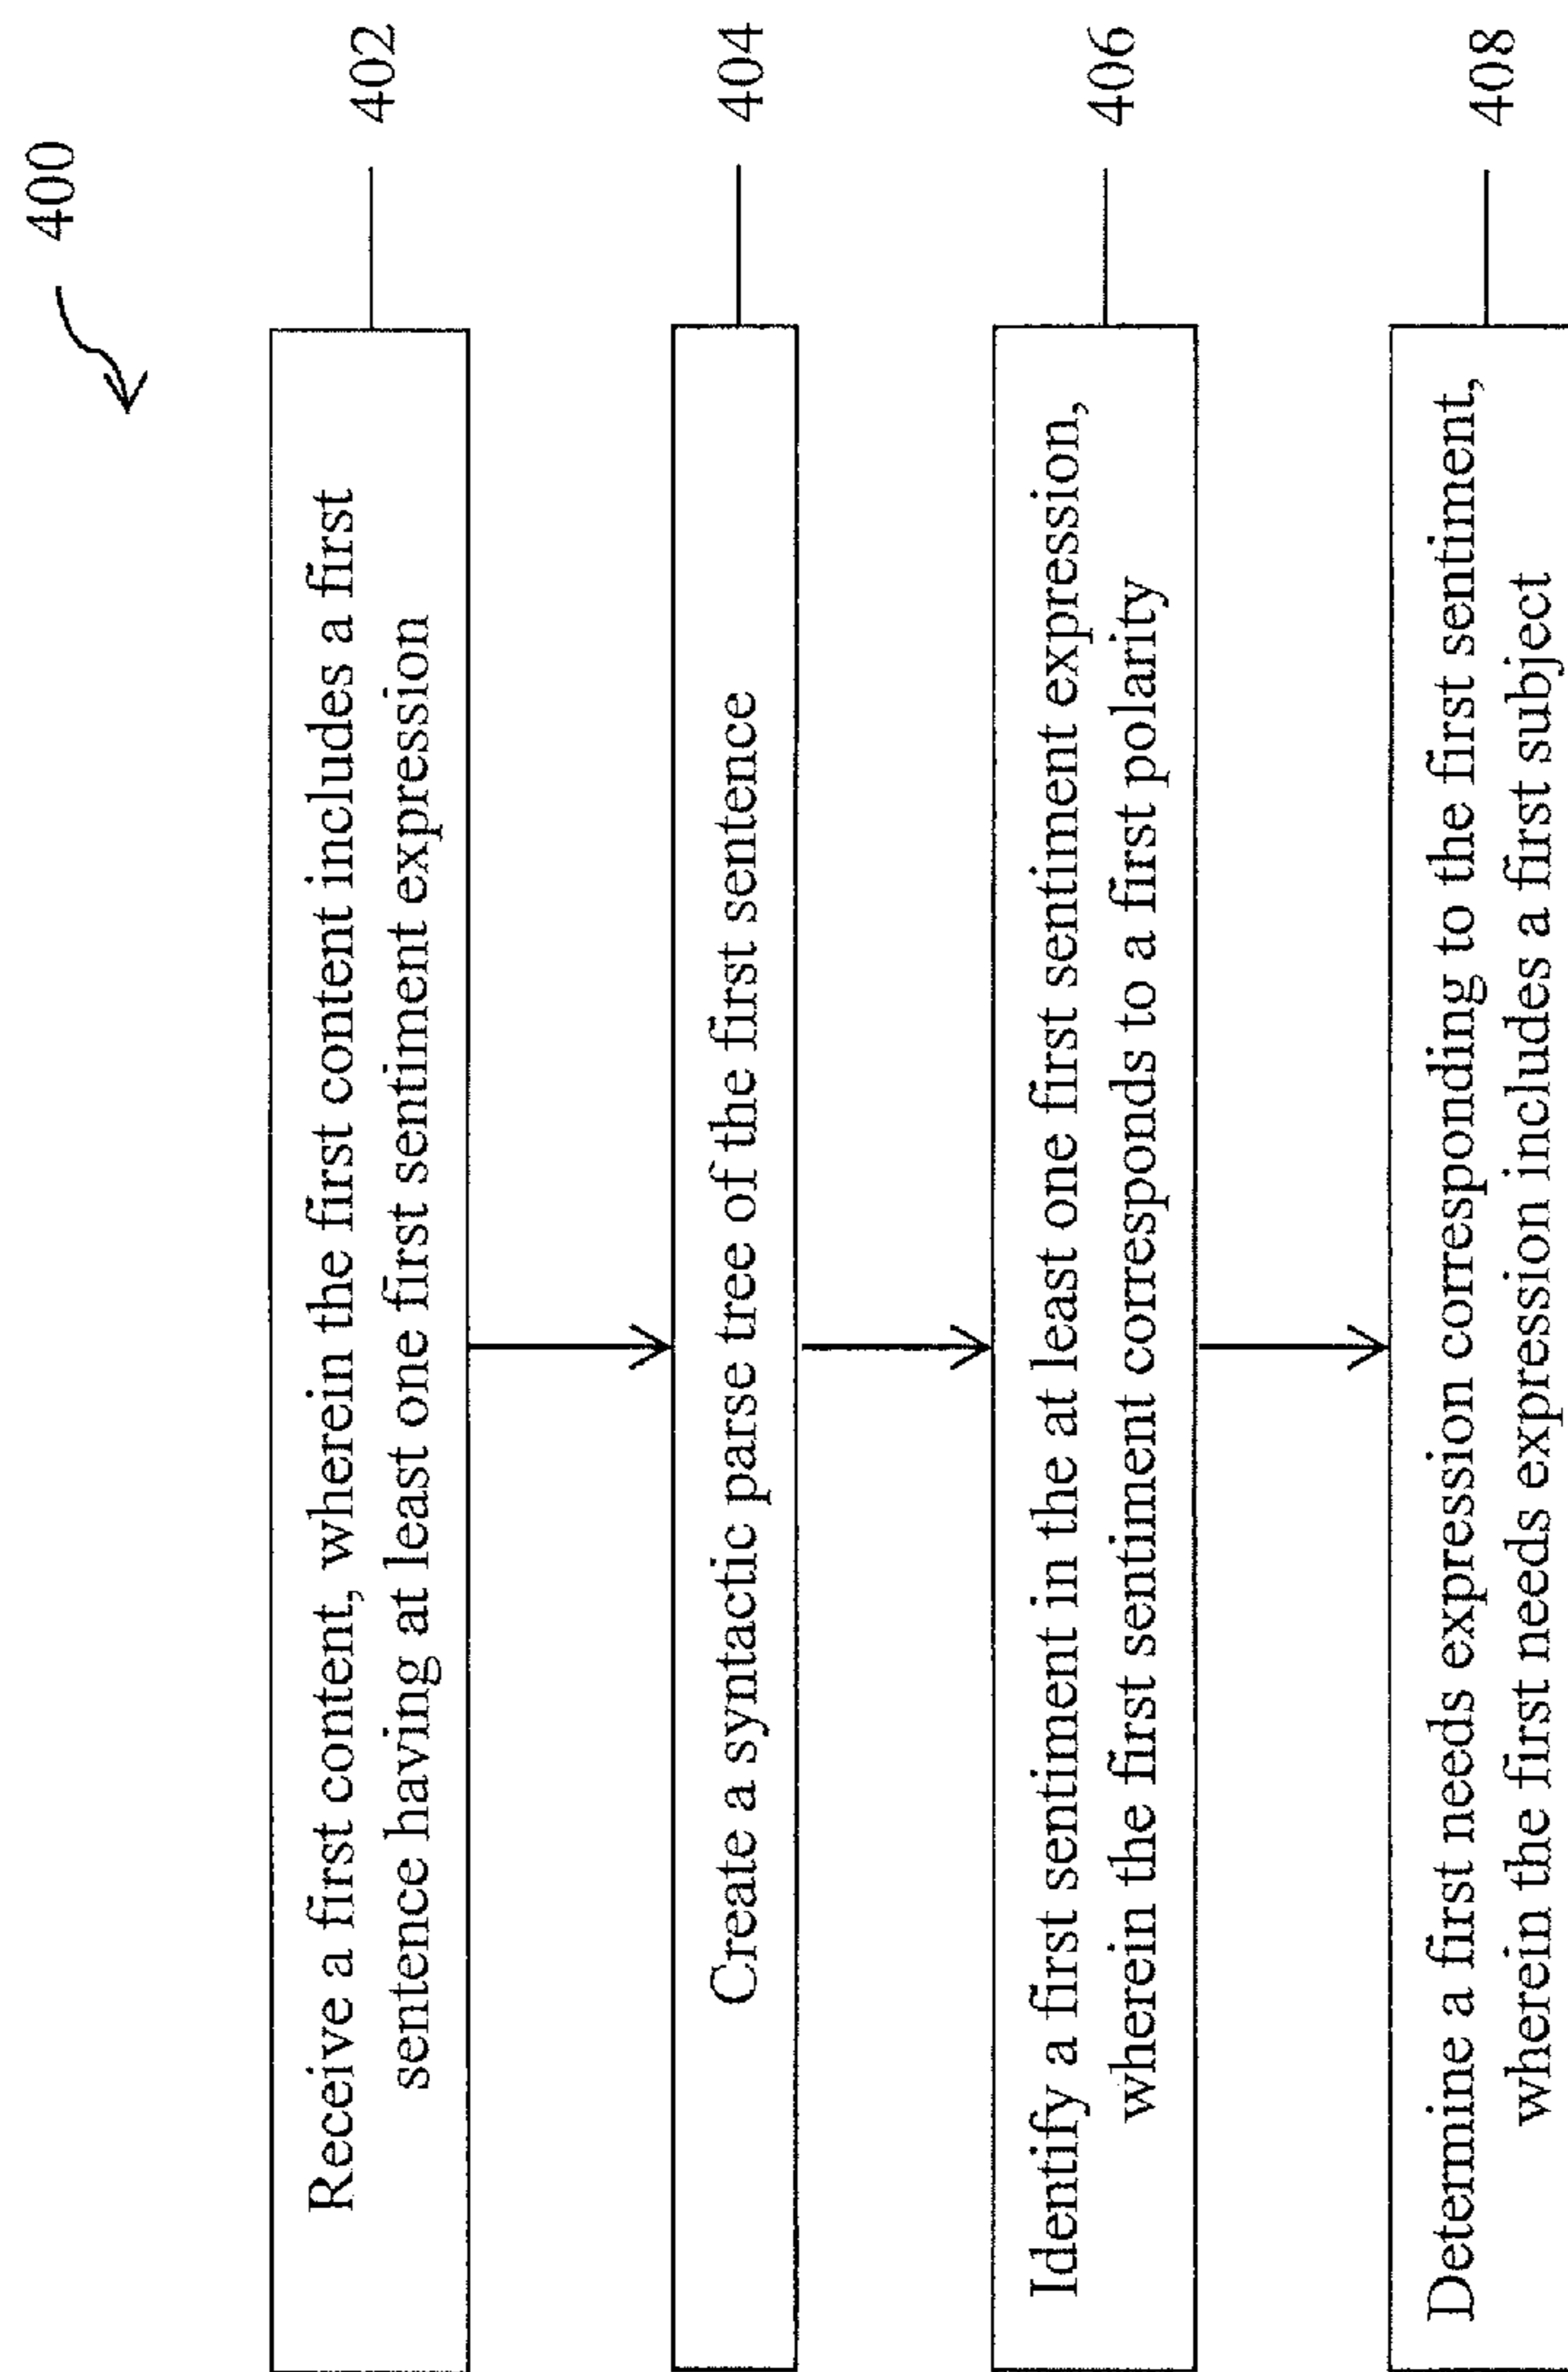 400
Receive a first content, wherein the first content includes a first
sentence having at least one first sentiment expression
402
Create a syntactic parse tree of the first sentence
404
Identify a first sentiment in the at least one first sentiment expression,
wherein the first sentiment corresponds to a first polarity
406
Determine a first needs expression corresponding to the first sentiment,
wherein the first needs expression includes a first subject
408